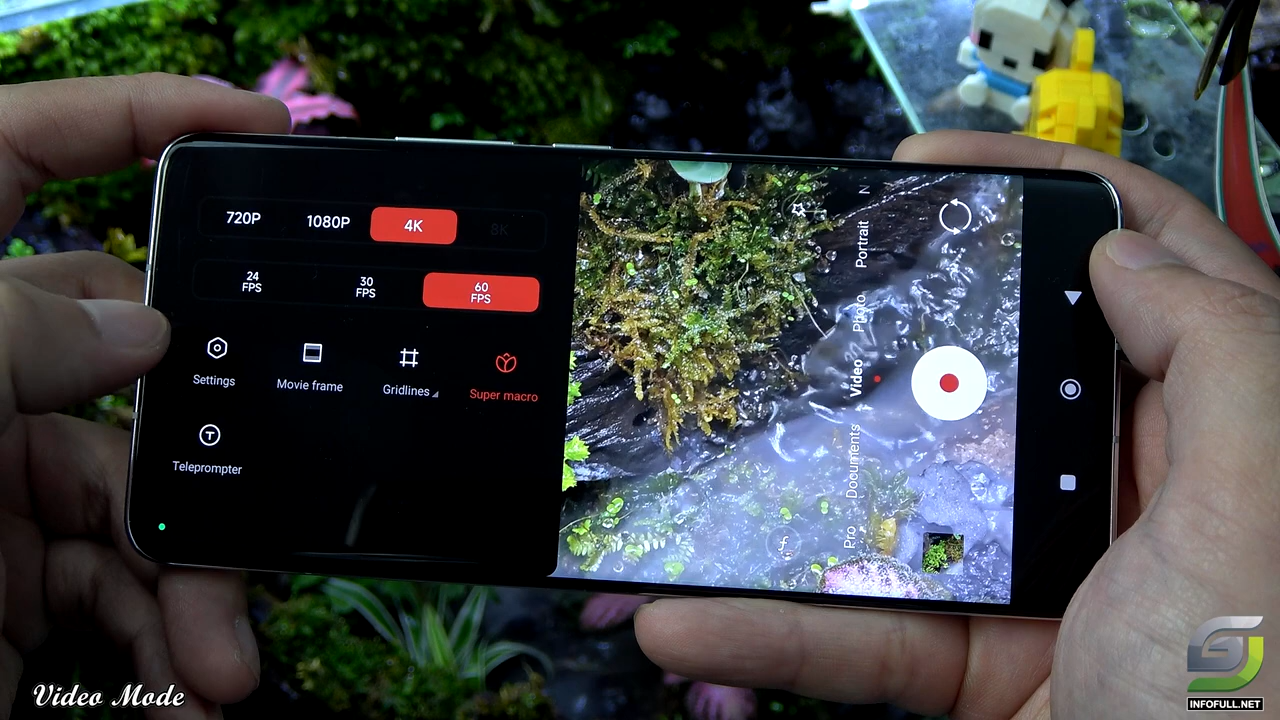 720P 1080P 4K 8K
24 FPS 30 FPS 60 FPS
Settings Movie frame Gridlines Super macro
Teleprompter
N
Portrait
Photo
Video
Documents
Pro
Video Mode
INFOFULL.NET